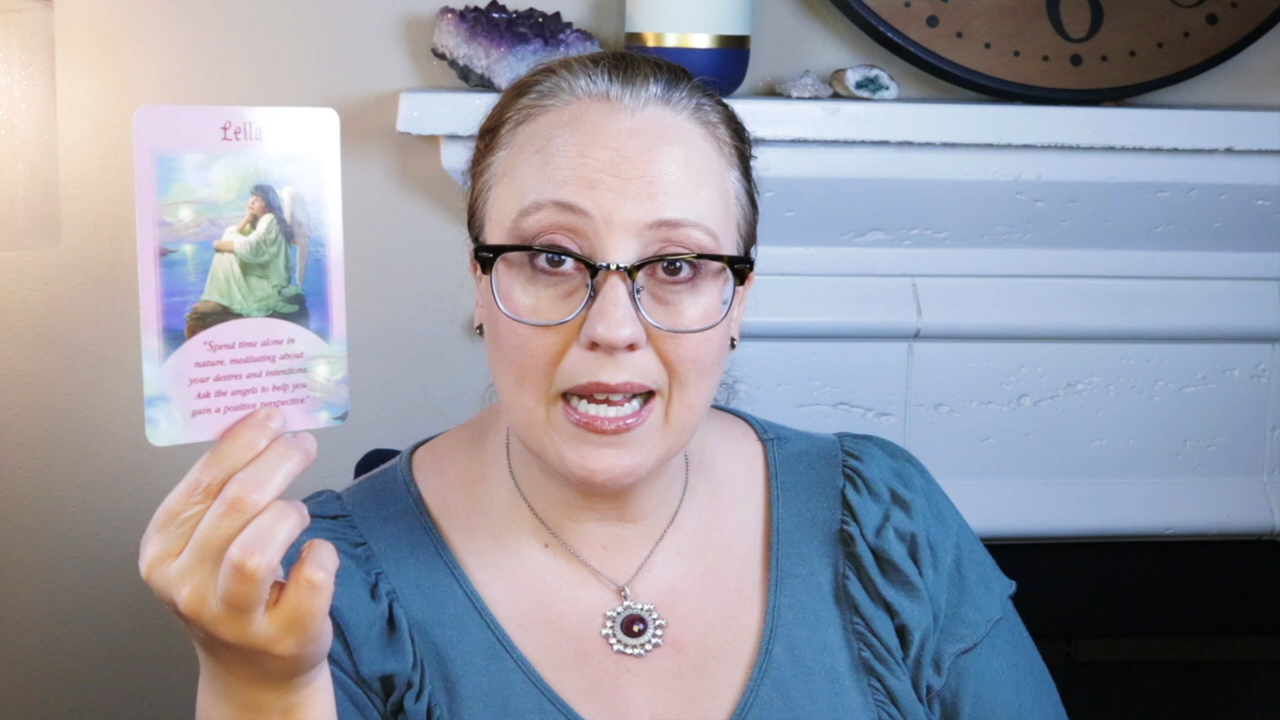 Leila
"Spend time alone in
nature, meditating about
your desires and intentions.
Ask the angels to help you
gain a positive perspective"
6